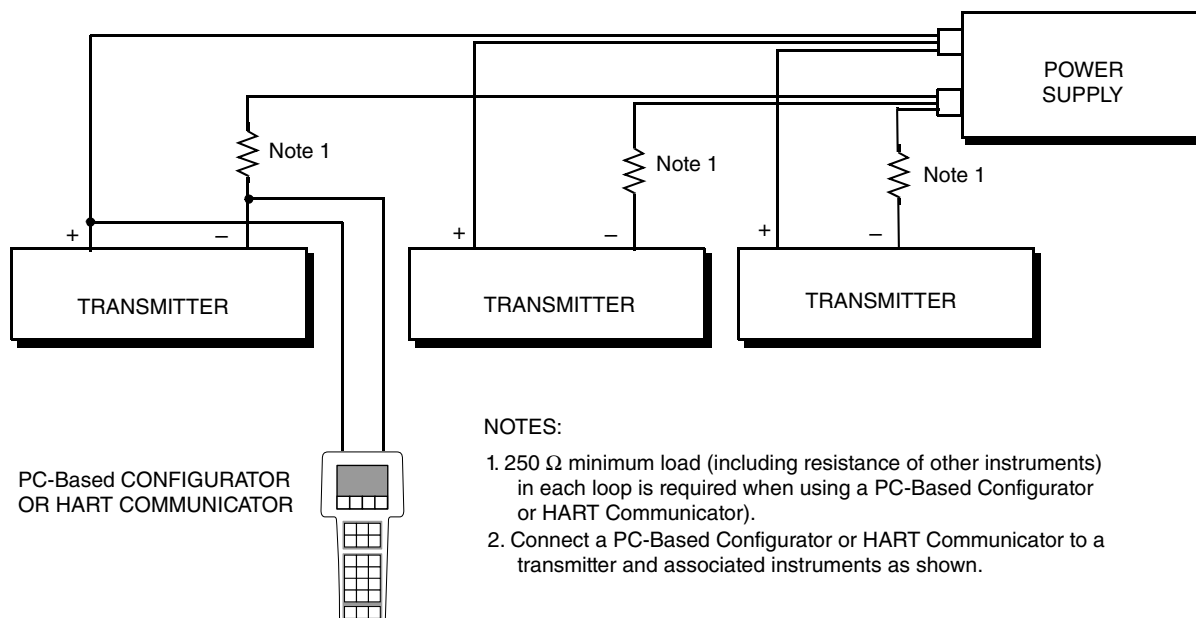 POWER
SUPPLY
Note 1
Note 1
Note 1
+
–
+
–
+
–
TRANSMITTER
TRANSMITTER
TRANSMITTER
PC-Based CONFIGURATOR
OR HART COMMUNICATOR
NOTES:
1. 250 Ω minimum load (including resistance of other instruments)
in each loop is required when using a PC-Based Configurator
or HART Communicator).
2. Connect a PC-Based Configurator or HART Communicator to a
transmitter and associated instruments as shown.